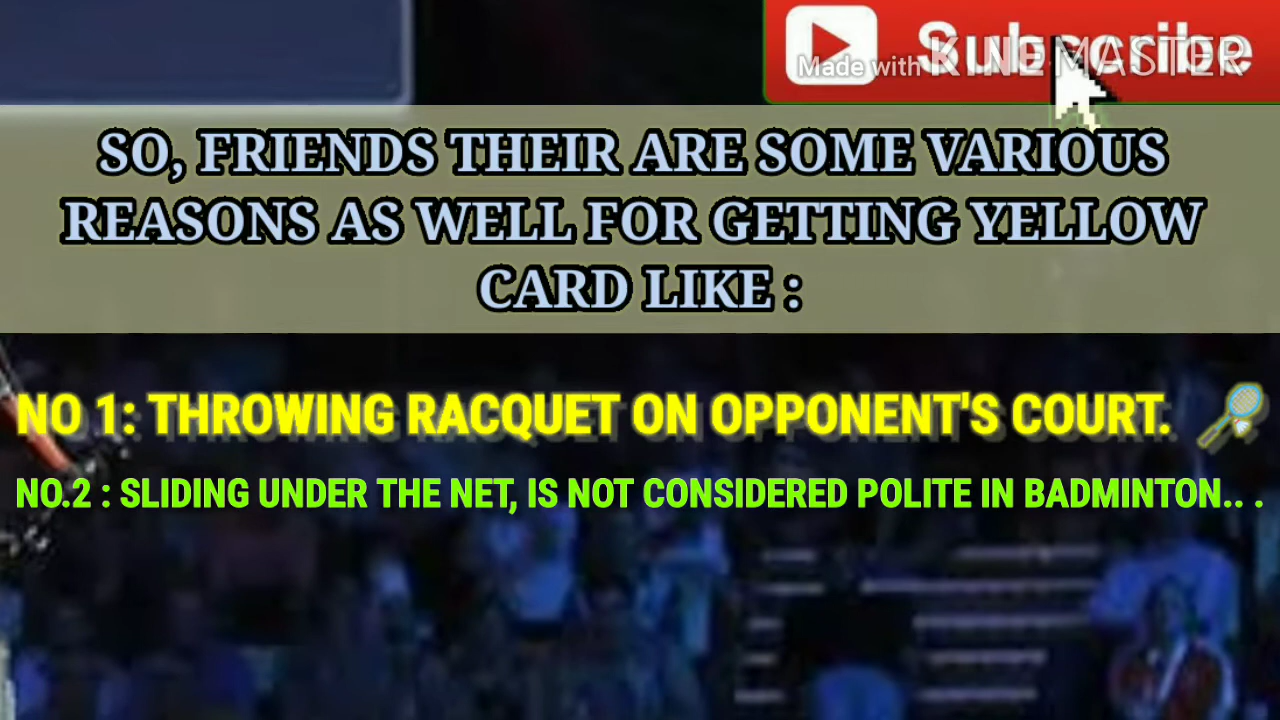 Subscribe
Made with KINEMASTER
SO, FRIENDS THEIR ARE SOME VARIOUS
REASONS AS WELL FOR GETTING YELLOW
CARD LIKE :
NO 1: THROWING RACQUET ON OPPONENT'S COURT.
NO.2 : SLIDING UNDER THE NET, IS NOT CONSIDERED POLITE IN BADMINTON.. .